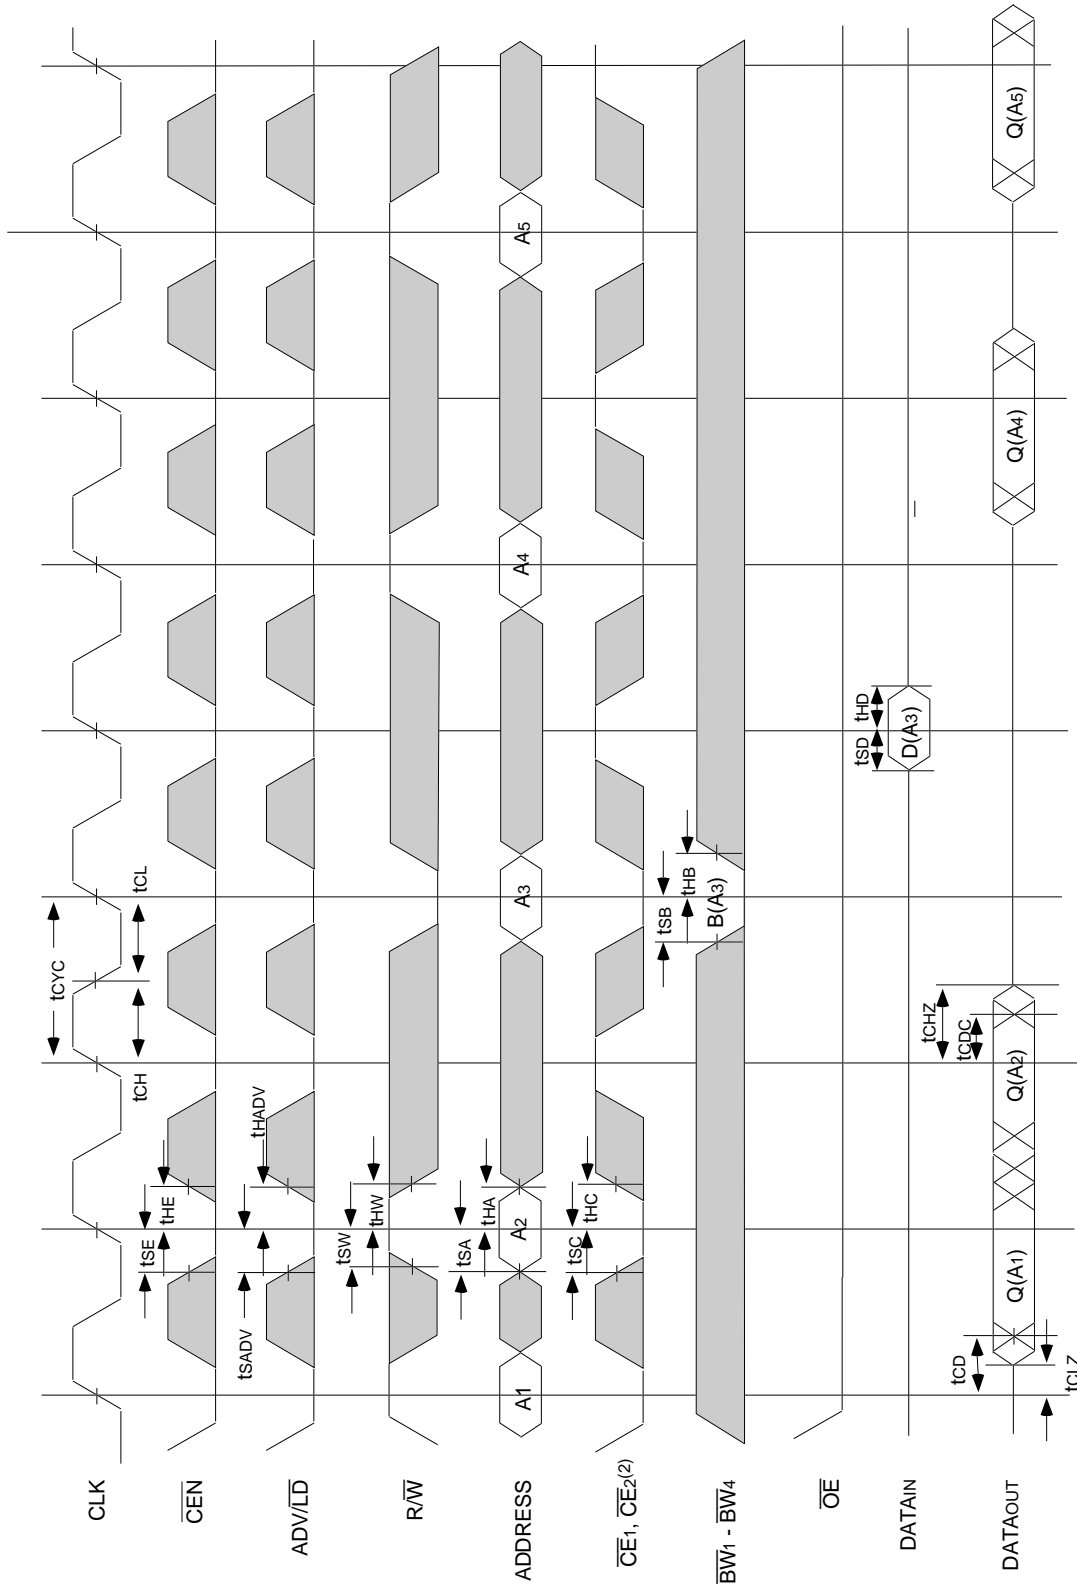 CLK
tCYC
tCH
tCL
CEN
tSE
tHE
ADV/LD
tSADV
tHADV
R/W
tSW
tHW
ADDRESS
A1
tSA
tHA
A2
A3
A4
A5
CE1, CE2(2)
tSC
tHC
BW1 - BW4
tSB
tHB
B(A3)
OE
DATAIN
tSD
tHD
D(A3)
DATAOUT
tCD
tCLZ
Q(A1)
tCHZ
tCDC
Q(A2)
Q(A4)
Q(A5)